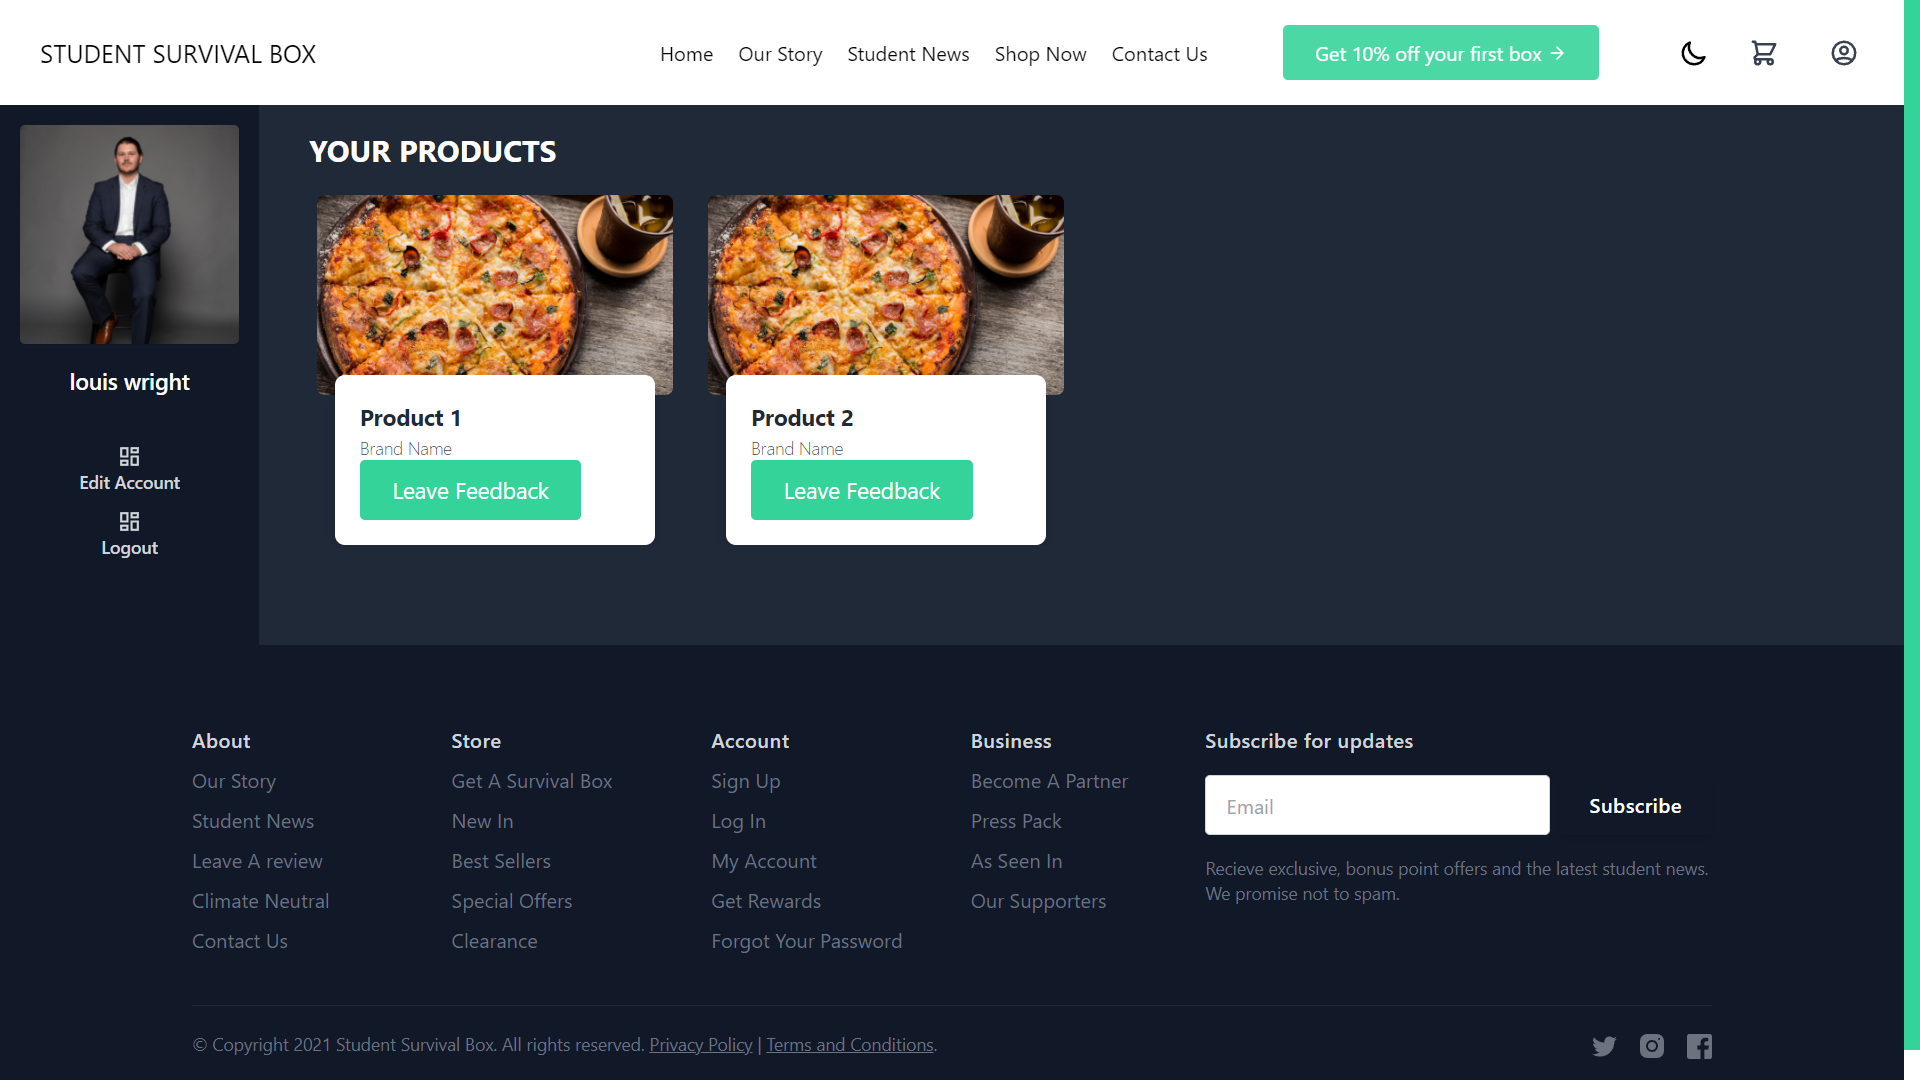 STUDENT SURVIVAL BOX
Home
Our Story
Student News
Shop Now
Contact Us
Get 10% off your first box →
louis wright
Edit Account
Logout
YOUR PRODUCTS
Product 1
Brand Name
Leave Feedback
Product 2
Brand Name
Leave Feedback
About
Our Story
Student News
Leave A review
Climate Neutral
Contact Us
Store
Get A Survival Box
New In
Best Sellers
Special Offers
Clearance
Account
Sign Up
Log In
My Account
Get Rewards
Forgot Your Password
Business
Become A Partner
Press Pack
As Seen In
Our Supporters
Subscribe for updates
Email
Subscribe
Recieve exclusive, bonus point offers and the latest student news.
We promise not to spam.
© Copyright 2021 Student Survival Box. All rights reserved. Privacy Policy | Terms and Conditions.